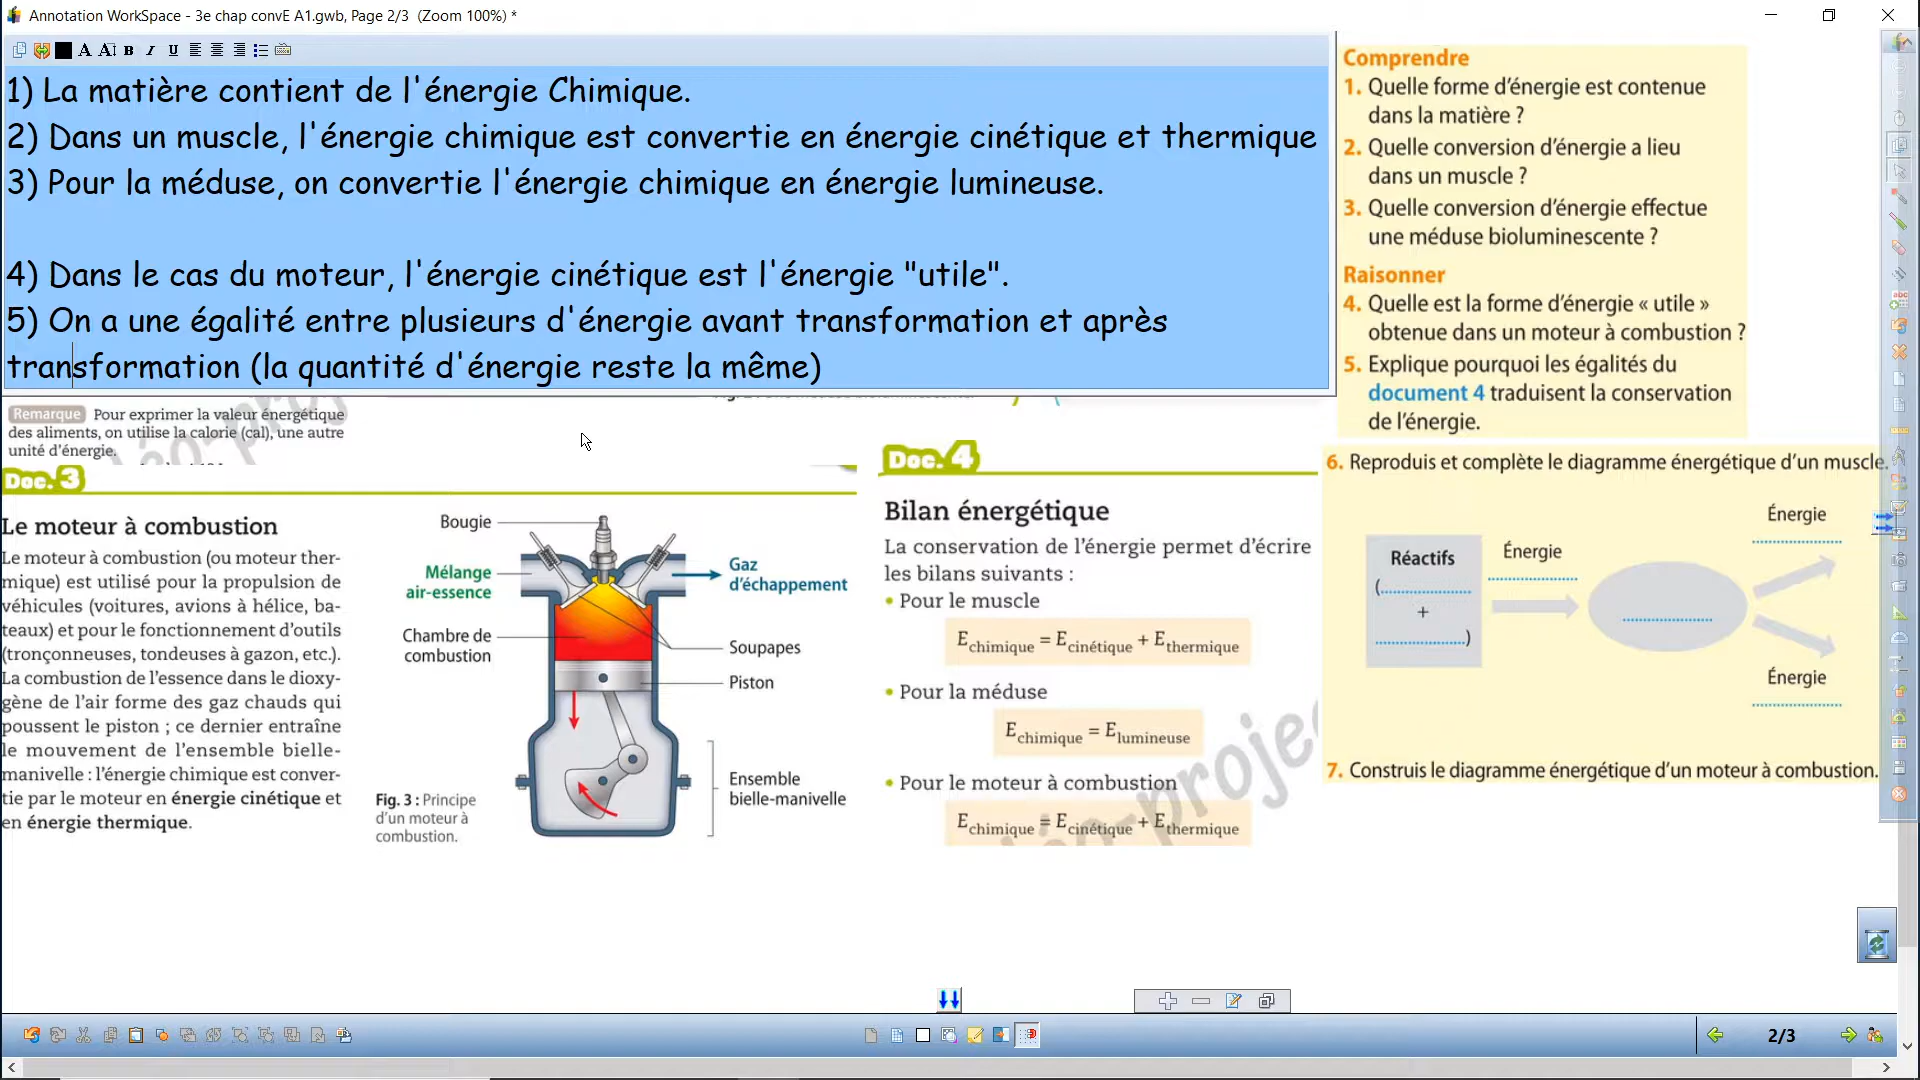 Annotation WorkSpace - 3e chap convE A1.gwb, Page 2/3 (Zoom 100%) *
1) La matière contient de l'énergie Chimique.
2) Dans un muscle, l'énergie chimique est convertie en énergie cinétique et thermique
3) Pour la méduse, on convertie l'énergie chimique en énergie lumineuse.
4) Dans le cas du moteur, l'énergie cinétique est l'énergie "utile".
5) On a une égalité entre plusieurs d'énergie avant transformation et après
transformation (la quantité d'énergie reste la même)
Comprendre
1. Quelle forme d'énergie est contenue
dans la matière ?
2. Quelle conversion d'énergie a lieu
dans un muscle ?
3. Quelle conversion d'énergie effectue
une méduse bioluminescente ?
Raisonner
4. Quelle est la forme d'énergie « utile »
obtenue dans un moteur à combustion ?
5. Explique pourquoi les égalités du
document 4 traduisent la conservation
de l'énergie.
Remarque Pour exprimer la valeur énergétique
des aliments, on utilise la calorie (cal), une autre
unité d'énergie.
Doc. 3
Le moteur à combustion
Le moteur à combustion (ou moteur ther-
mique) est utilisé pour la propulsion de
véhicules (voitures, avions à hélice, ba-
teaux) et pour le fonctionnement d'outils
(tronçonneuses, tondeuses à gazon, etc.).
La combustion de l'essence dans le dioxy-
gène de l'air forme des gaz chauds qui
poussent le piston ; ce dernier entraîne
le mouvement de l'ensemble bielle-
manivelle : l'énergie chimique est conver-
tie par le moteur en énergie cinétique et
en énergie thermique.
Bougie
Mélange
air-essence
Chambre de
combustion
Gaz
d'échappement
Soupapes
Piston
Ensemble
bielle-manivelle
Fig. 3 : Principe
d'un moteur à
combustion.
Doc. 4
Bilan énergétique
La conservation de l'énergie permet d'écrire
les bilans suivants :
• Pour le muscle
Echimique = Ecinétique + Ethermique
• Pour la méduse
Echimique = Elumineuse
• Pour le moteur à combustion
Echimique = Ecinétique + Ethermique
6. Reproduis et complète le diagramme énergétique d'un muscle.
Réactifs
(....................
+
....................)
Énergie
....................
....................
Énergie
....................
Énergie
....................
7. Construis le diagramme énergétique d'un moteur à combustion.
2/3